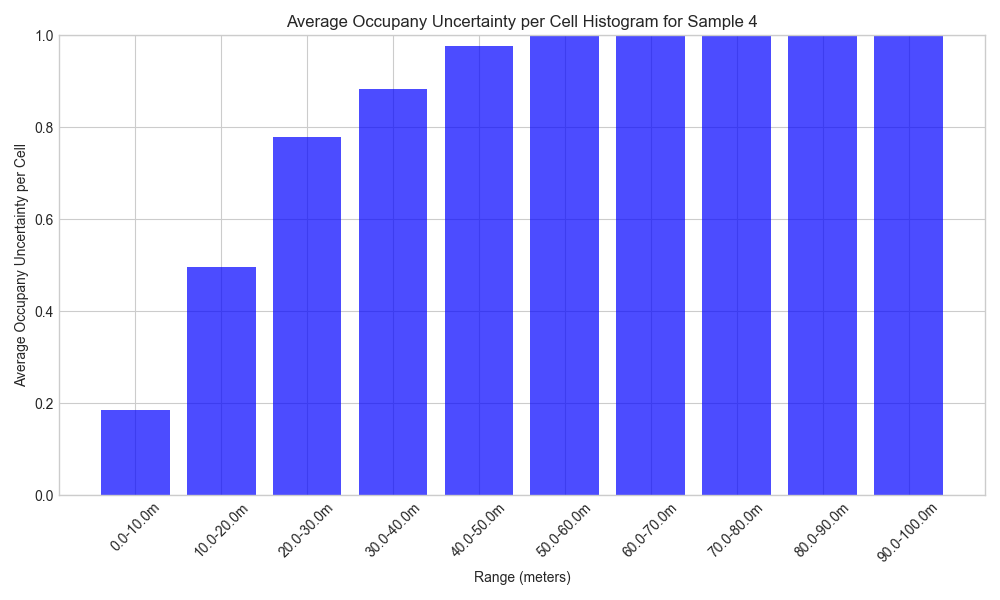 Average Occupany Uncertainty per Cell Histogram for Sample 4
Average Occupany Uncertainty per Cell
1.0
0.8
0.6
0.4
0.2
0.0
0.0-10.0m
10.0-20.0m
20.0-30.0m
30.0-40.0m
40.0-50.0m
50.0-60.0m
60.0-70.0m
70.0-80.0m
80.0-90.0m
90.0-100.0m
Range (meters)